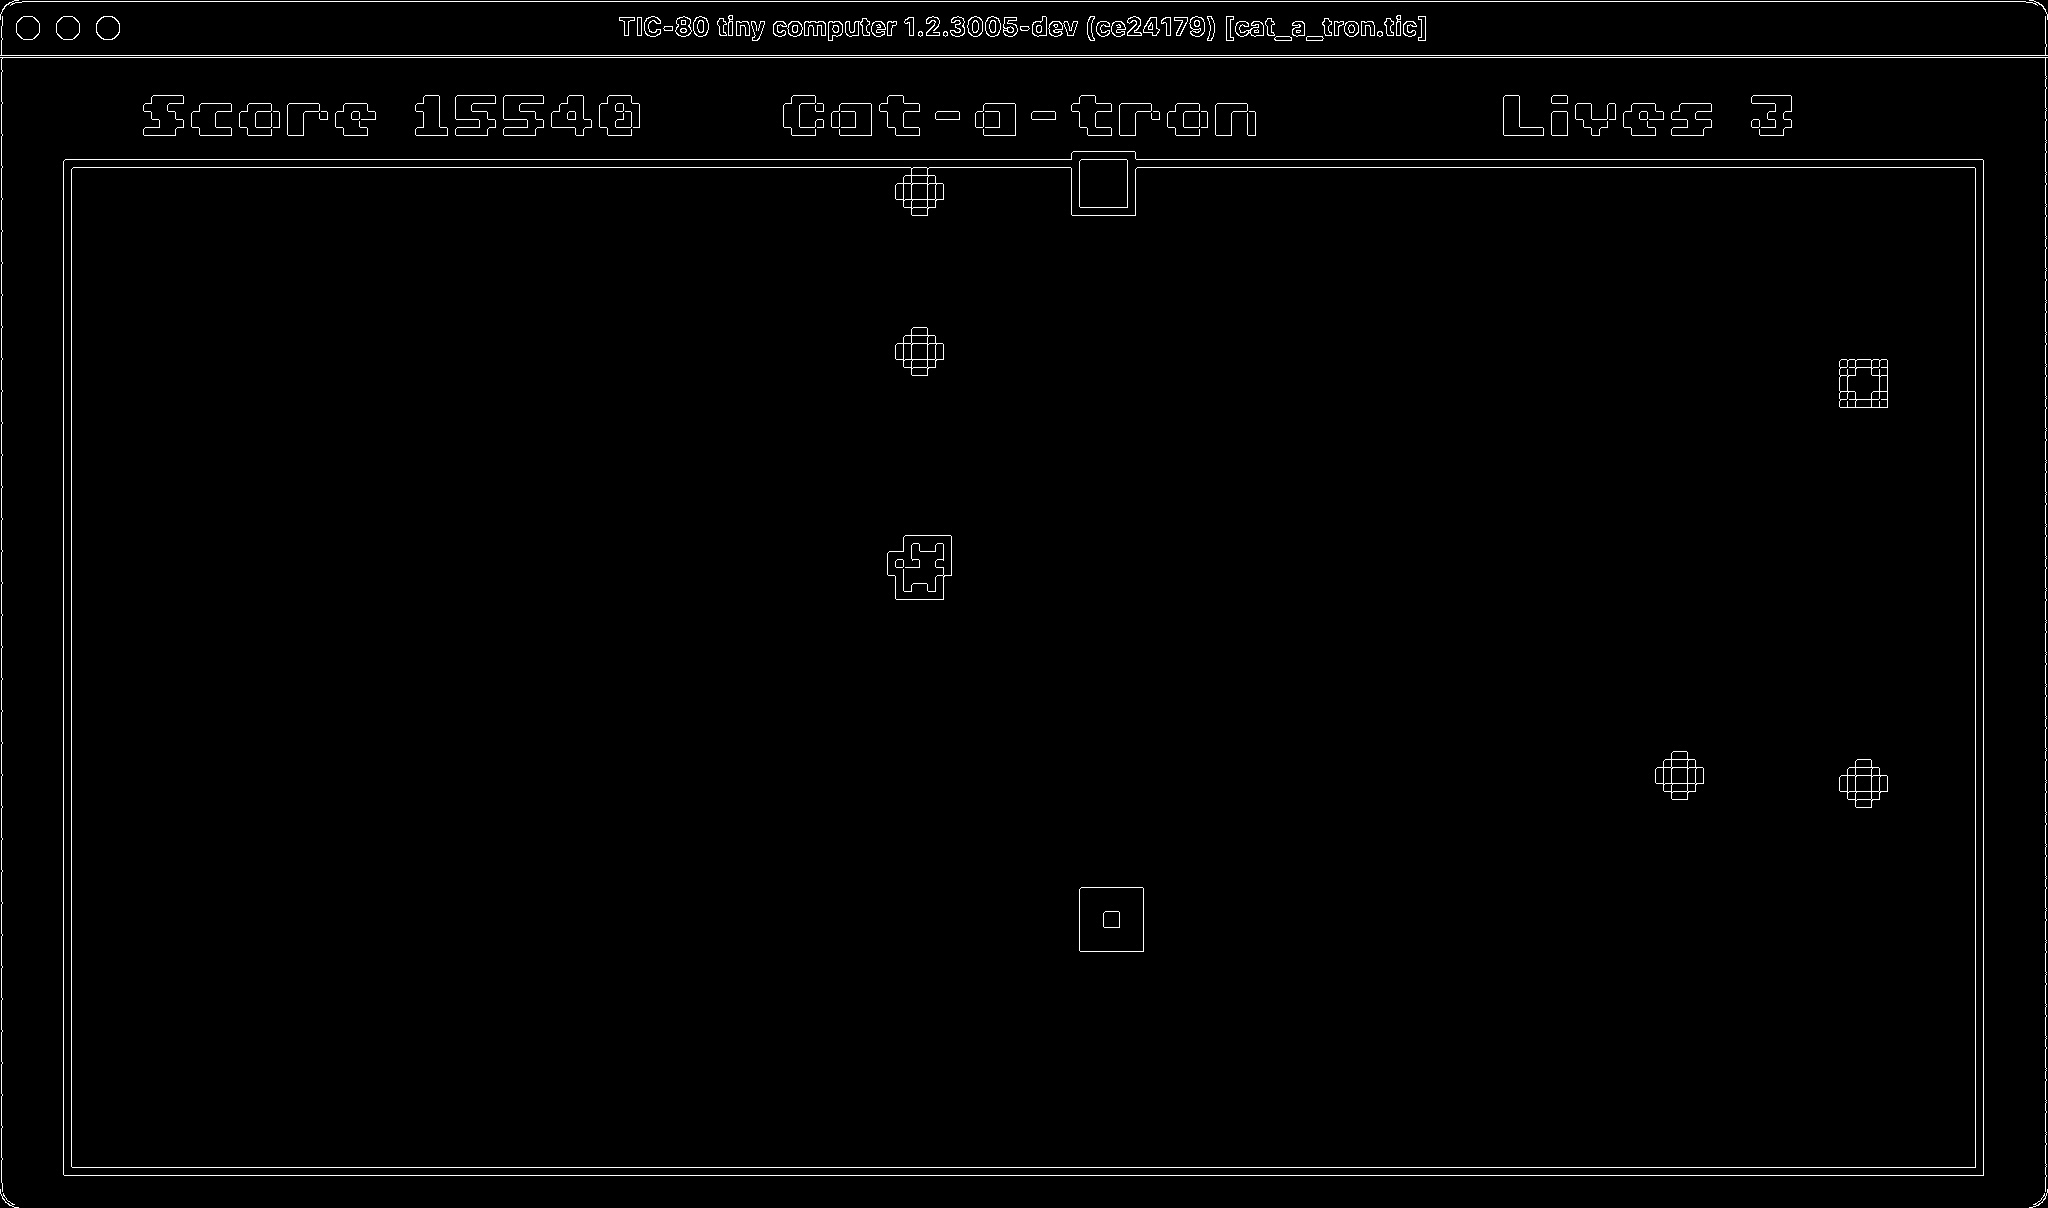 TIC-80 tiny computer 1.2.3005-dev (ce24179) [cat_a_tron.tic]
Score 15540 Cat-a-tron Lives 3